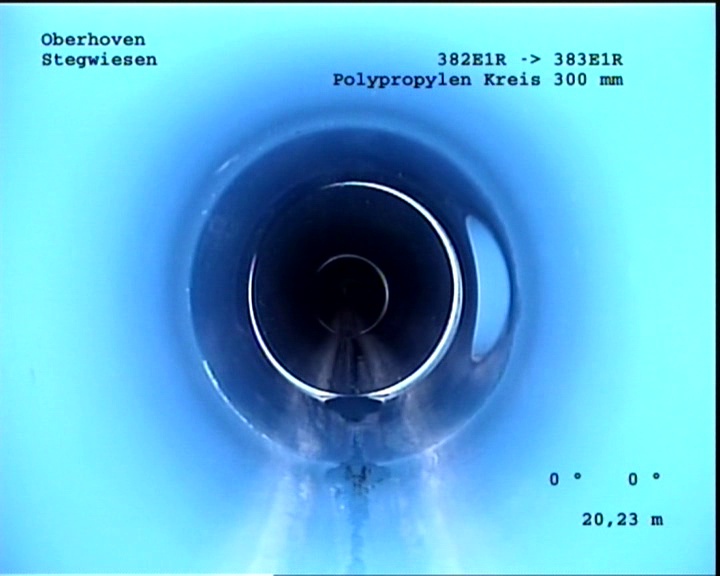 Oberhoven
Stegwiesen
382E1R -> 383E1R
Polypropylen Kreis 300 mm
0 ° 0 °
20,23 m